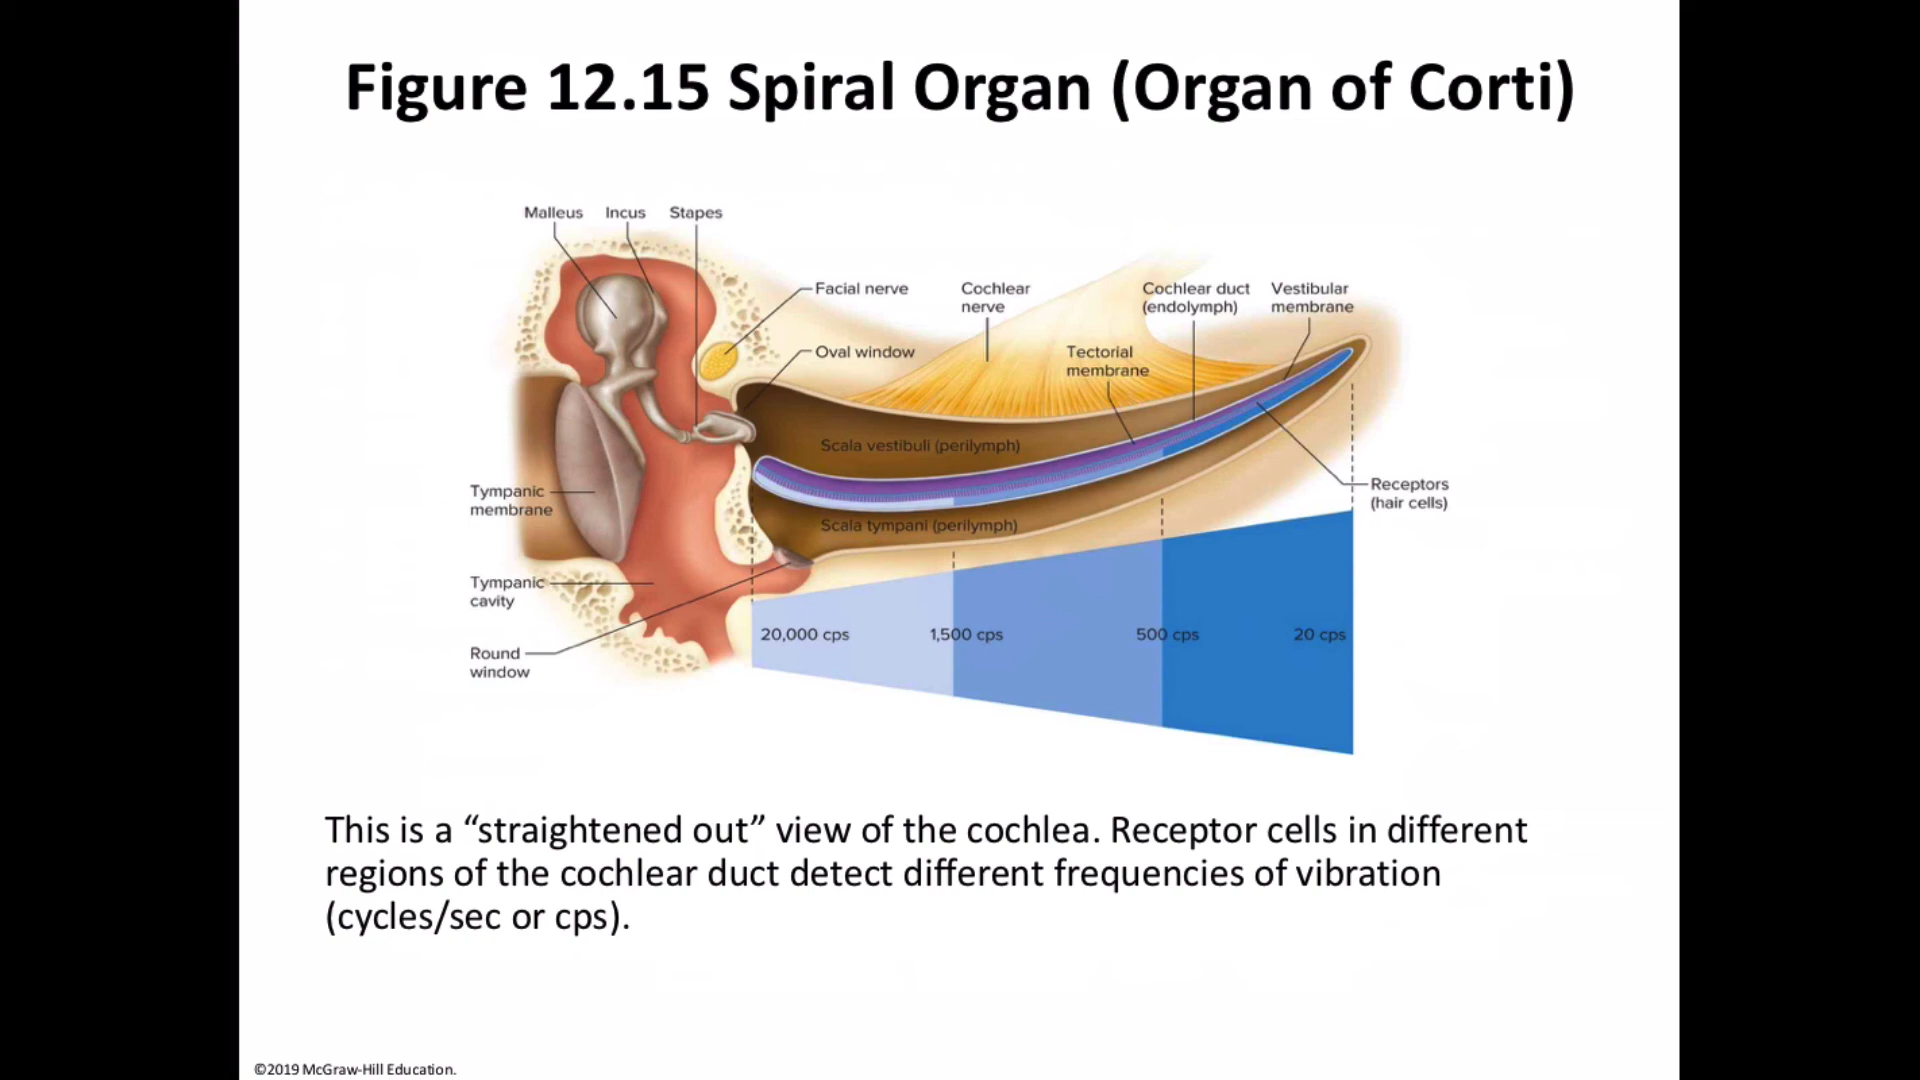 Figure 12.15 Spiral Organ (Organ of Corti)
Malleus Incus Stapes
Facial nerve
Cochlear
nerve
Cochlear duct
(endolymph)
Vestibular
membrane
Oval window
Tectorial
membrane
Scala vestibuli (perilymph)
Tympanic
membrane
Receptors
(hair cells)
Scala tympani (perilymph)
Tympanic
cavity
Round
window
20,000 cps 1,500 cps 500 cps 20 cps
This is a “straightened out” view of the cochlea. Receptor cells in different
regions of the cochlear duct detect different frequencies of vibration
(cycles/sec or cps).
©2019 McGraw-Hill Education.